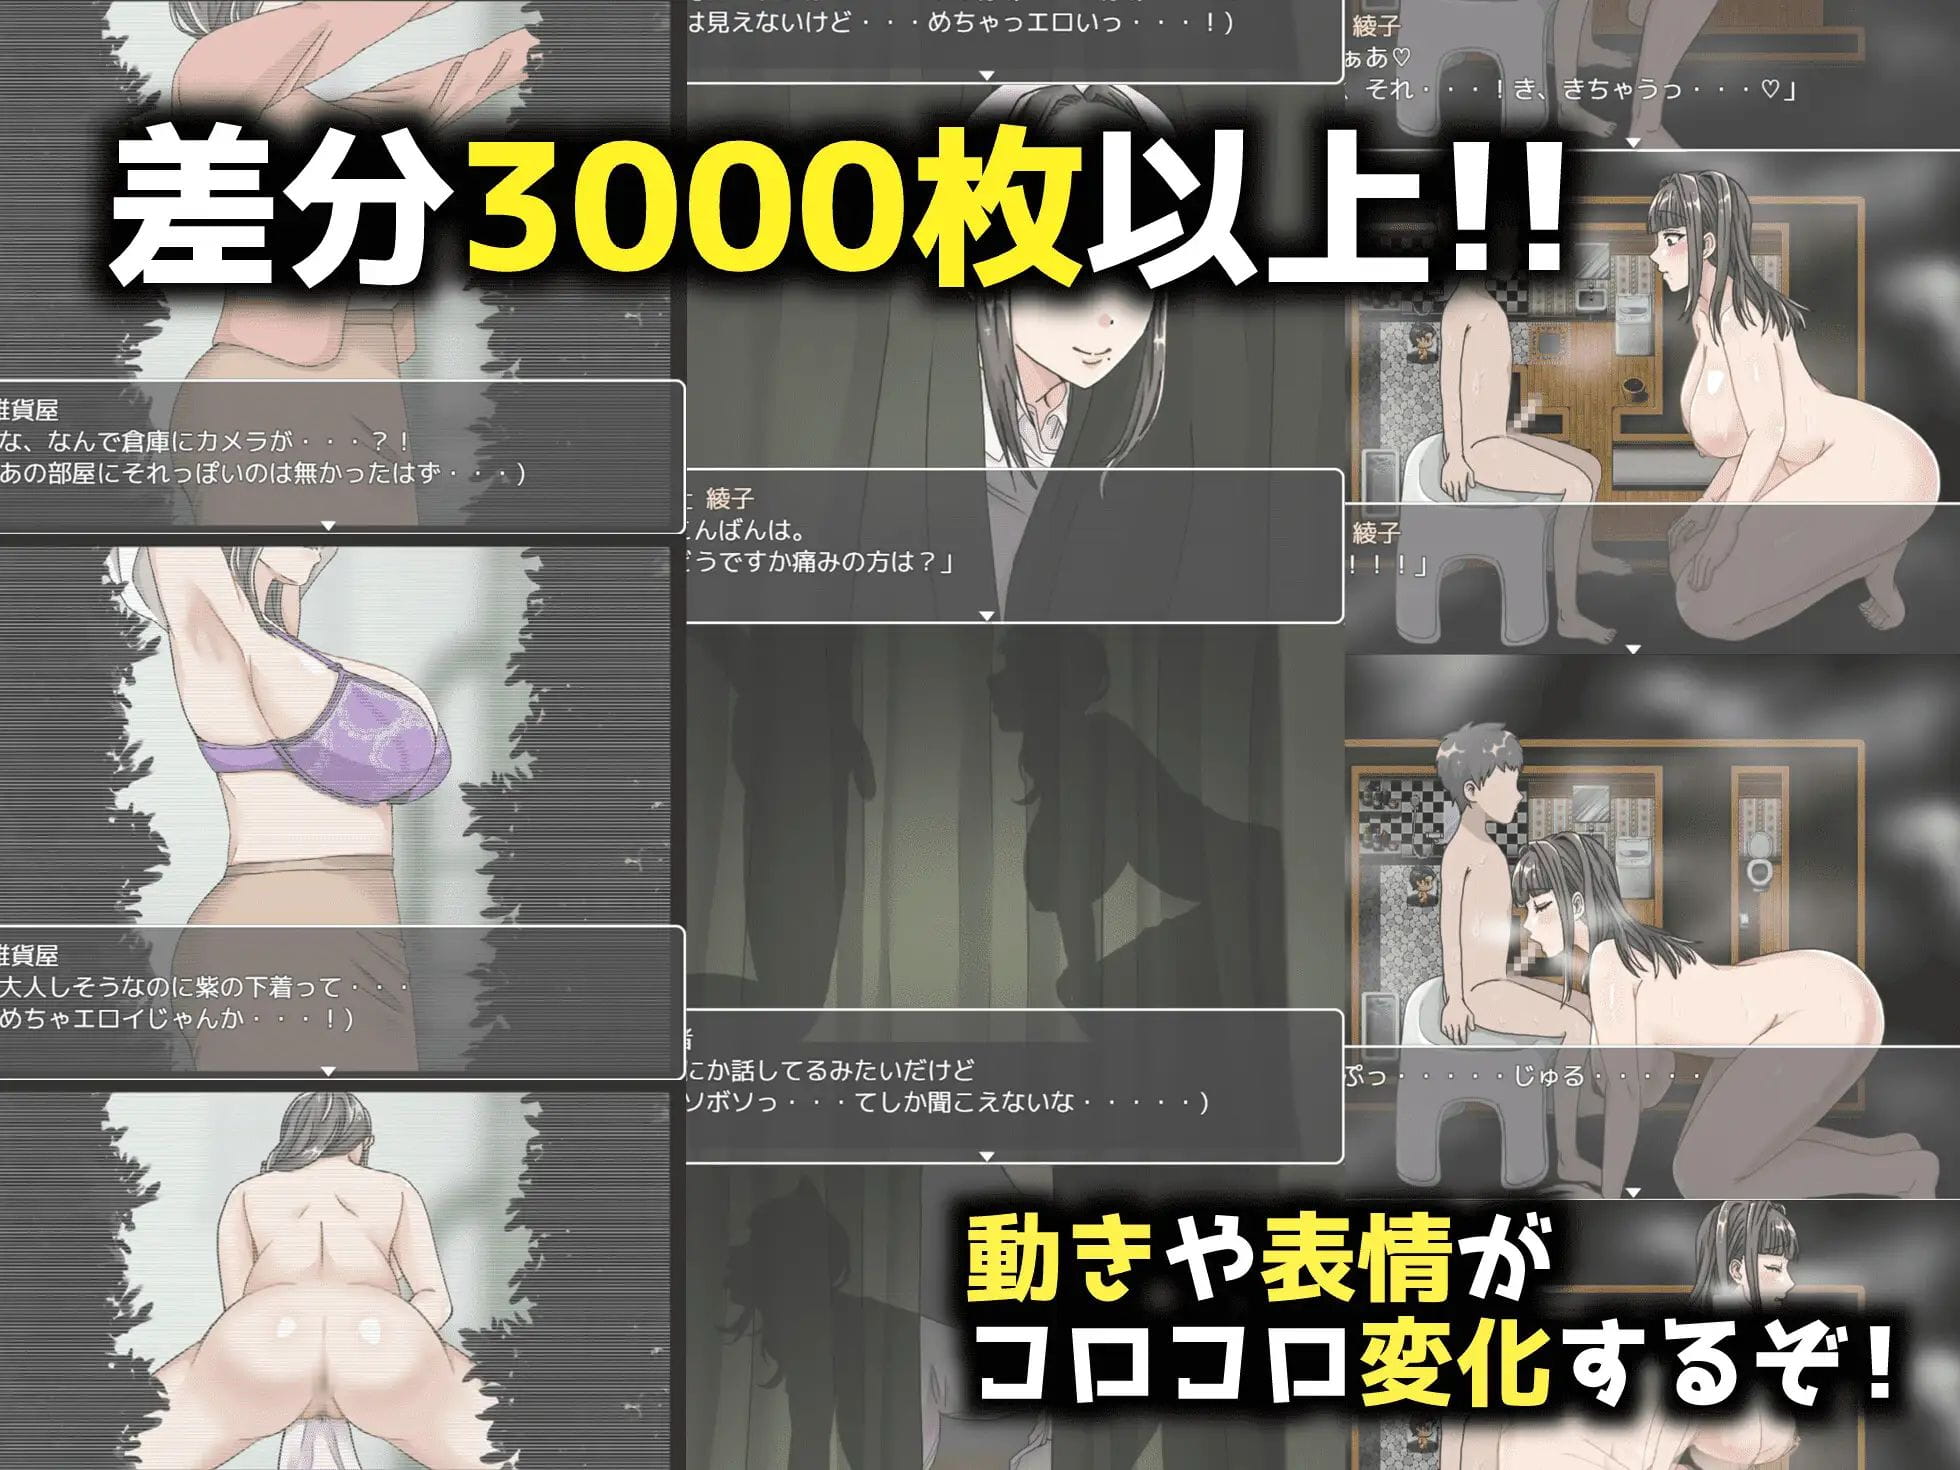 は見えないけど・・・めちゃっエロいっ・・・！）
綾子
ぁあ♡
、それ・・・！き、きちゃうっ・・・♡」
差分3000枚以上!!
雑貨屋
な、なんで倉庫にカメラが・・・？！
あの部屋にそれっぽいのは無かったはず・・・）
綾子
こんばんは。
どうですか痛みの方は？」
綾子
！！！」
雑貨屋
大人しそうなのに紫の下着って・・・
めちゃエロイじゃんか・・・！）
にか話してるみたいだけど
ソボソっ・・・てしか聞こえないな・・・・・）
ぷっ・・・・・じゅる・・・・・
動きや表情が
コロコロ変化するぞ！